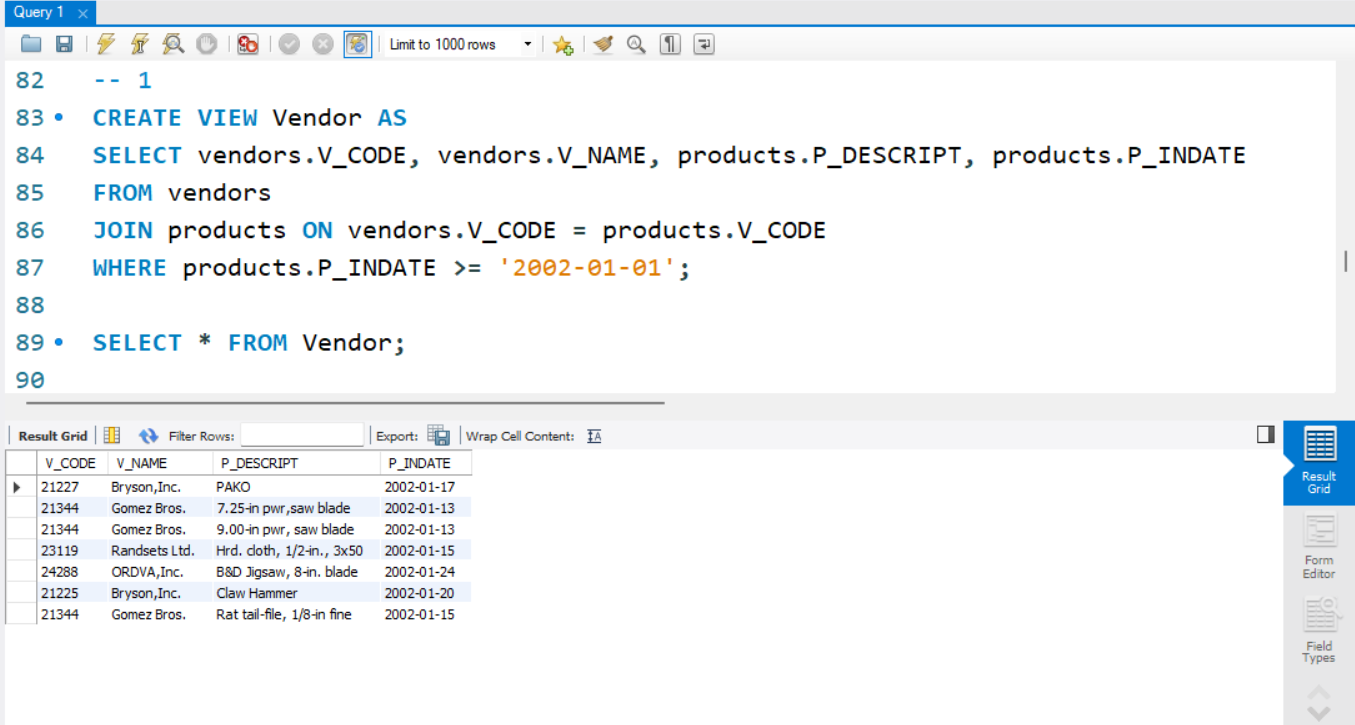 Query 1
Limit to 1000 rows
82 -- 1
83 CREATE VIEW Vendor AS
84 SELECT vendors.V_CODE, vendors.V_NAME, products.P_DESCRIPT, products.P_INDATE
85 FROM vendors
86 JOIN products ON vendors.V_CODE = products.V_CODE
87 WHERE products.P_INDATE >= '2002-01-01';
88
89 SELECT * FROM Vendor;
90
Result Grid Filter Rows: Export: Wrap Cell Content: IA
V_CODE V_NAME P_DESCRIPT P_INDATE
21227 Bryson,Inc. PAKO 2002-01-17
21344 Gomez Bros. 7.25-in pwr,saw blade 2002-01-13
21344 Gomez Bros. 9.00-in pwr, saw blade 2002-01-13
23119 Randsets Ltd. Hrd. cloth, 1/2-in., 3x50 2002-01-15
24288 ORDVA,Inc. B&D Jigsaw, 8-in. blade 2002-01-24
21225 Bryson,Inc. Claw Hammer 2002-01-20
21344 Gomez Bros. Rat tail-file, 1/8-in fine 2002-01-15
Result
Grid
Form
Editor
Field
Types